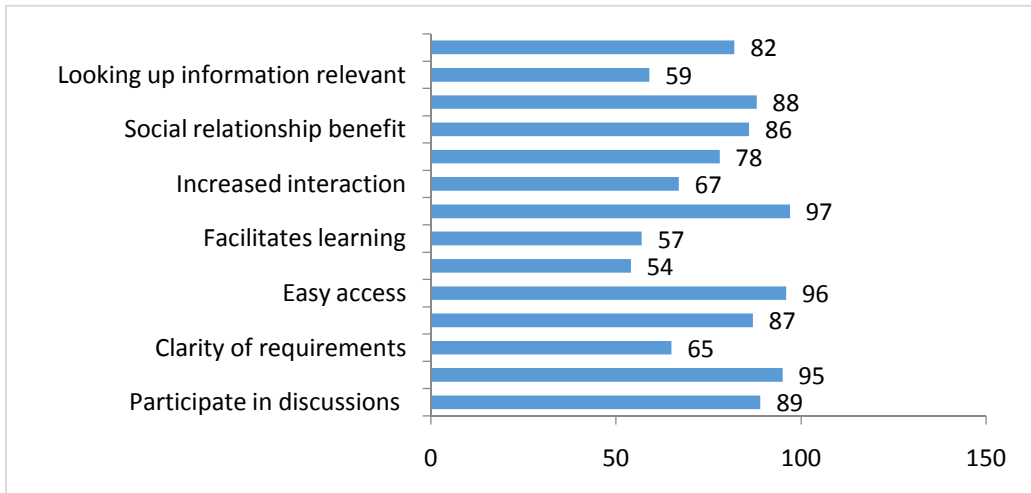 82
Looking up information relevant 59
88
Social relationship benefit 86
78
Increased interaction 67
97
Facilitates learning 57
54
Easy access 96
87
Clarity of requirements 65
95
Participate in discussions 89
0 50 100 150